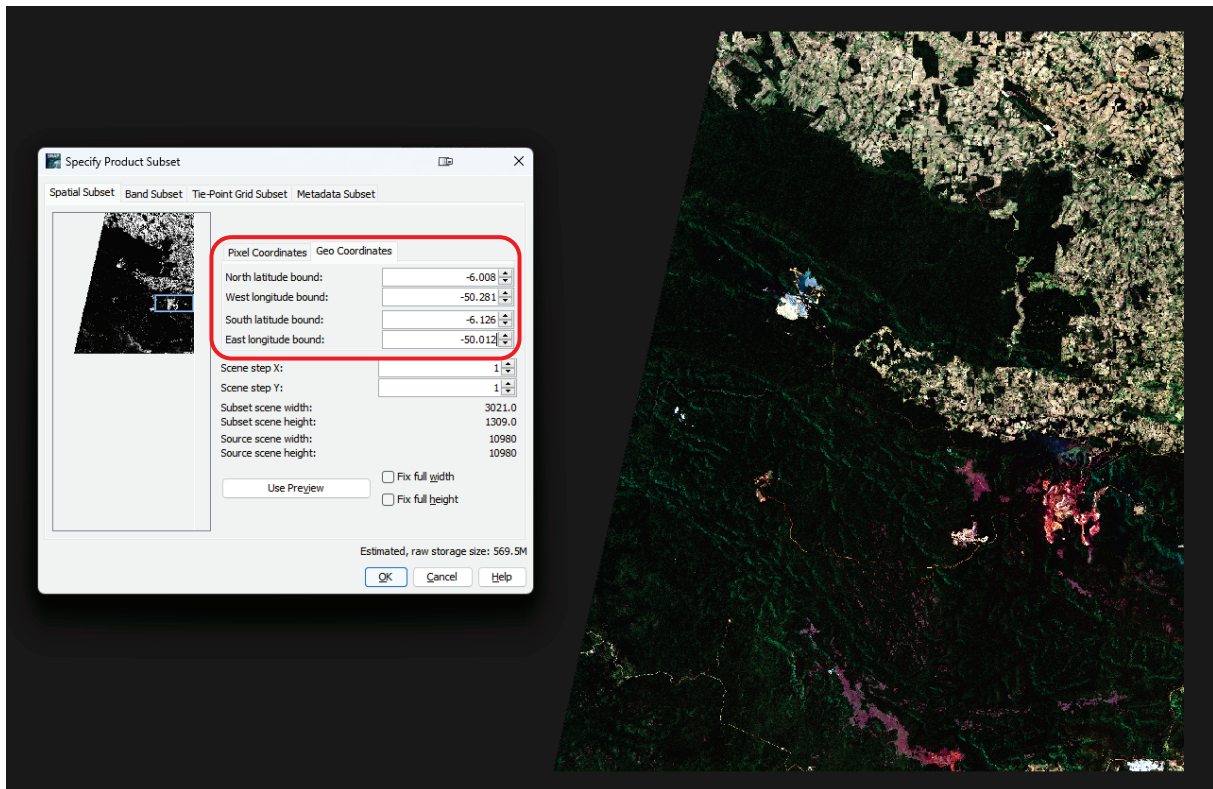 Specify Product Subset
Spatial Subset Band Subset Tie-Point Grid Subset Metadata Subset
Pixel Coordinates Geo Coordinates
North latitude bound: -6.008
West longitude bound: -50.281
South latitude bound: -6.126
East longitude bound: -50.012
Scene step X: 1
Scene step Y: 1
Subset scene width: 3021.0
Subset scene height: 1309.0
Source scene width: 10980
Source scene height: 10980
Use Preview
Fix full width
Fix full height
Estimated, raw storage size: 569.5M
OK Cancel Help